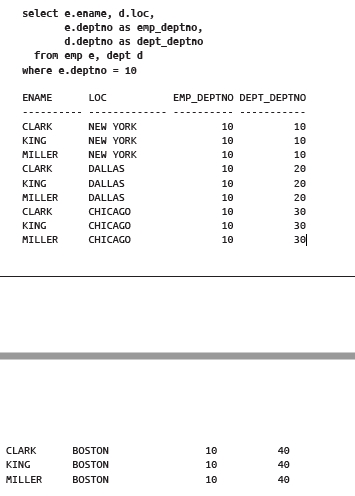 select e.ename, d.loc,
e.deptno as emp_deptno,
d.deptno as dept_deptno
from emp e, dept d
where e.deptno = 10
ENAME LOC EMP_DEPTNO DEPT_DEPTNO
---------- ------------- ---------- -----------
CLARK NEW YORK 10 10
KING NEW YORK 10 10
MILLER NEW YORK 10 10
CLARK DALLAS 10 20
KING DALLAS 10 20
MILLER DALLAS 10 20
CLARK CHICAGO 10 30
KING CHICAGO 10 30
MILLER CHICAGO 10 30
CLARK BOSTON 10 40
KING BOSTON 10 40
MILLER BOSTON 10 40